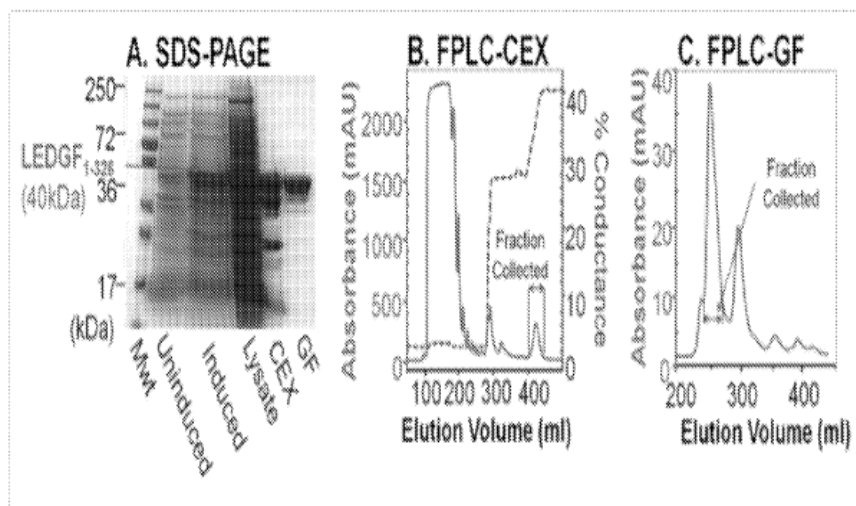 A. SDS-PAGE
250
72
LEDGF1-326
(40kDa)
36
17
(kDa)
Mwt
Uninduced
Induced
Lysate
CEX
GF
B. FPLC-CEX
Absorbance (mAU)
2000
1500
1000
500
0
40
30
20
10
0
% Conductance
Fraction
Collected
100 200 300 400
Elution Volume (ml)
C. FPLC-GF
Absorbance (mAU)
40
30
20
10
0
Fraction
Collected
200 300 400
Elution Volume (ml)